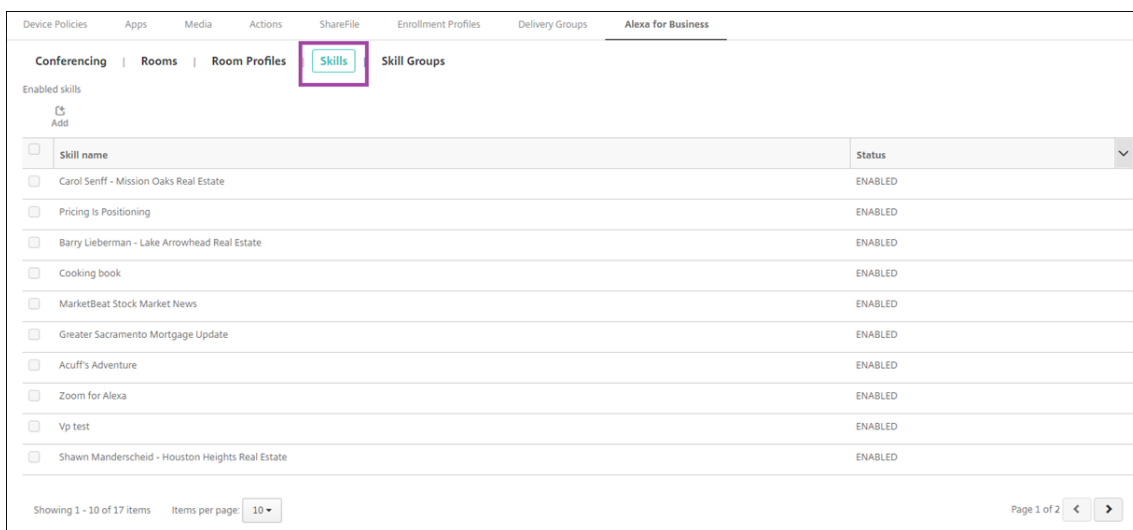 Device Policies Apps Media Actions ShareFile Enrollment Profiles Delivery Groups Alexa for Business
Conferencing | Rooms | Room Profiles | Skills | Skill Groups
Enabled skills
Add
Skill name Status
Carol Senff - Mission Oaks Real Estate ENABLED
Pricing Is Positioning ENABLED
Barry Lieberman - Lake Arrowhead Real Estate ENABLED
Cooking book ENABLED
MarketBeat Stock Market News ENABLED
Greater Sacramento Mortgage Update ENABLED
Acuff's Adventure ENABLED
Zoom for Alexa ENABLED
Vp test ENABLED
Shawn Manderscheid - Houston Heights Real Estate ENABLED
Showing 1 - 10 of 17 items Items per page: 10 Page 1 of 2 < >